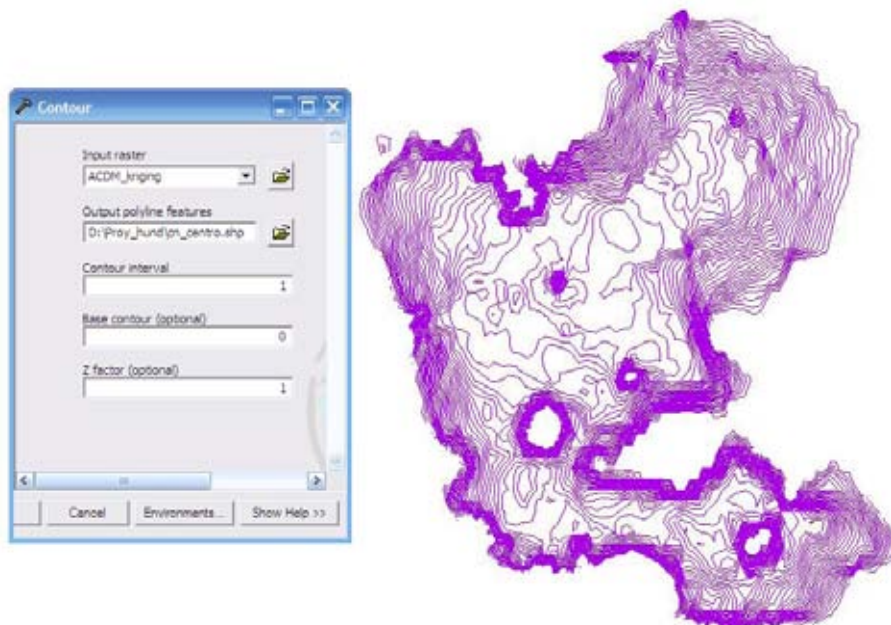 Contour
Input raster
ACDM_kriging
Output polyline features
D:\Proy_hund\cn_centro.shp
Contour interval
1
Base contour (optional)
0
Z factor (optional)
1
Cancel
Environments...
Show Help >>